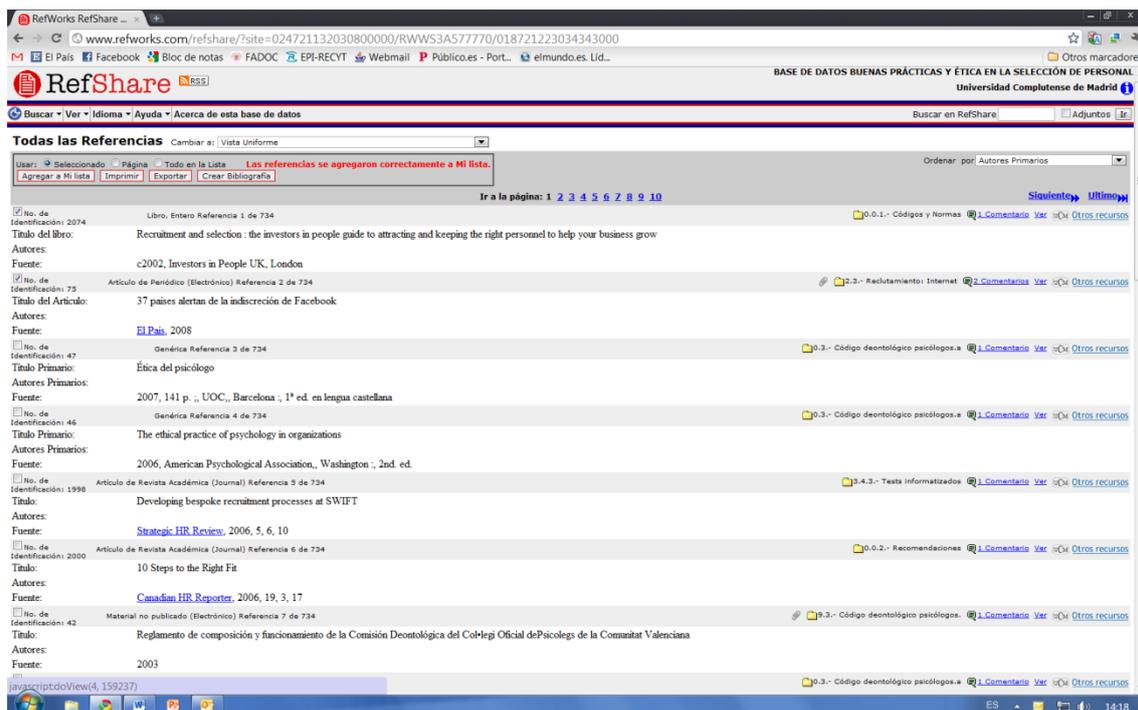 RefWorks RefShare ...
www.refworks.com/refshare/?site=024721132030800000/RWWS3A577770/018721223034343000
El País Facebook Bloc de notas FADOC EPI-RECYT Webmail Público.es - Port... elmundo.es. Líd... Otros marcadore
RefShare RSS
BASE DE DATOS BUENAS PRÁCTICAS Y ÉTICA EN LA SELECCIÓN DE PERSONAL
Universidad Complutense de Madrid
Buscar Ver Idioma Ayuda Acerca de esta base de datos Buscar en RefShare Adjuntos Ir
Todas las Referencias Cambiar a: Vista Uniforme
Usar: Seleccionado Página Todo en la Lista Las referencias se agregaron correctamente a Mi lista. Ordenar por Autores Primarios
Agregar a Mi lista Imprimir Exportar Crear Bibliografía
Ir a la página: 1 2 3 4 5 6 7 8 9 10 Siguiente Ultimo
No. de Identificación: 2074 Libro, Entero Referencia 1 de 734 0.0.1.- Códigos y Normas 1 Comentario Ver Otros recursos
Titulo del libro: Recruitment and selection : the investors in people guide to attracting and keeping the right personnel to help your business grow
Autores:
Fuente: c2002, Investors in People UK, London
No. de Identificación: 75 Artículo de Periódico (Electrónico) Referencia 2 de 734 2.3.- Reclutamiento: Internet 2 Comentarios Ver Otros recursos
Titulo del Articulo: 37 paises alertan de la indiscreción de Facebook
Autores:
Fuente: El Pais, 2008
No. de Identificación: 47 Genérica Referencia 3 de 734 0.3.- Código deontológico psicólogos.a 1 Comentario Ver Otros recursos
Titulo Primario: Ética del psicólogo
Autores Primarios:
Fuente: 2007, 141 p. ;, UOC,, Barcelona :, 1ª ed. en lengua castellana
No. de Identificación: 46 Genérica Referencia 4 de 734 0.3.- Código deontológico psicólogos.a 1 Comentario Ver Otros recursos
Titulo Primario: The ethical practice of psychology in organizations
Autores Primarios:
Fuente: 2006, American Psychological Association,, Washington :, 2nd. ed.
No. de Identificación: 1998 Artículo de Revista Académica (Journal) Referencia 5 de 734 3.4.3.- Tests informatizados 1 Comentario Ver Otros recursos
Titulo: Developing bespoke recruitment processes at SWIFT
Autores:
Fuente: Strategic HR Review, 2006, 5, 6, 10
No. de Identificación: 2000 Artículo de Revista Académica (Journal) Referencia 6 de 734 0.0.2.- Recomendaciones 1 Comentario Ver Otros recursos
Titulo: 10 Steps to the Right Fit
Autores:
Fuente: Canadian HR Reporter, 2006, 19, 3, 17
No. de Identificación: 42 Material no publicado (Electrónico) Referencia 7 de 734 9.3.- Código deontológico psicólogos. 1 Comentario Ver Otros recursos
Titulo: Reglamento de composición y funcionamiento de la Comisión Deontológica del Col•legi Oficial dePsicolegs de la Comunitat Valenciana
Autores:
Fuente: 2003
javascript:doView(4, 159237) 0.3.- Código deontológico psicólogos.a 1 Comentario Ver Otros recursos
ES 14:18